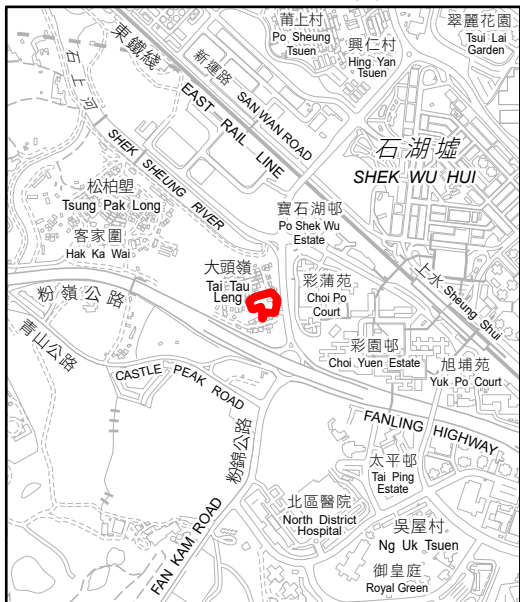 莆上村
Po Sheung
Tsuen
翠麗花園
Tsui Lai
Garden
興仁村
Hing Yan
Tsuen
東鐵綫
新運路
SAN WAN ROAD
EAST RAIL LINE
石上河
SHEK SHEUNG RIVER
石湖墟
SHEK WU HUI
松柏塱
Tsung Pak Long
客家圍
Hak Ka Wai
寶石湖邨
Po Shek Wu
Estate
大頭嶺
Tai Tau
Leng
彩蒲苑
Choi Po
Court
上水 Sheung Shui
粉嶺公路
彩園邨
Choi Yuen Estate
旭埔苑
Yuk Po Court
青山公路
CASTLE PEAK ROAD
FANLING HIGHWAY
粉錦公路
FAN KAM ROAD
太平邨
Tai Ping
Estate
北區醫院
North District
Hospital
吳屋村
Ng Uk Tsuen
御皇庭
Royal Green